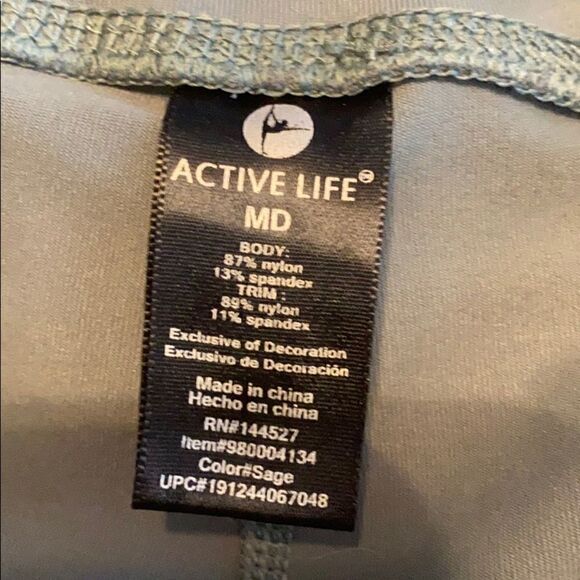 ACTIVE LIFE®
MD
BODY:
87% nylon
13% spandex
TRIM :
89% nylon
11% spandex
Exclusive of Decoration
Exclusivo de Decoración
Made in china
Hecho en china
RN#144527
Item#980004134
Color#Sage
UPC#191244067048